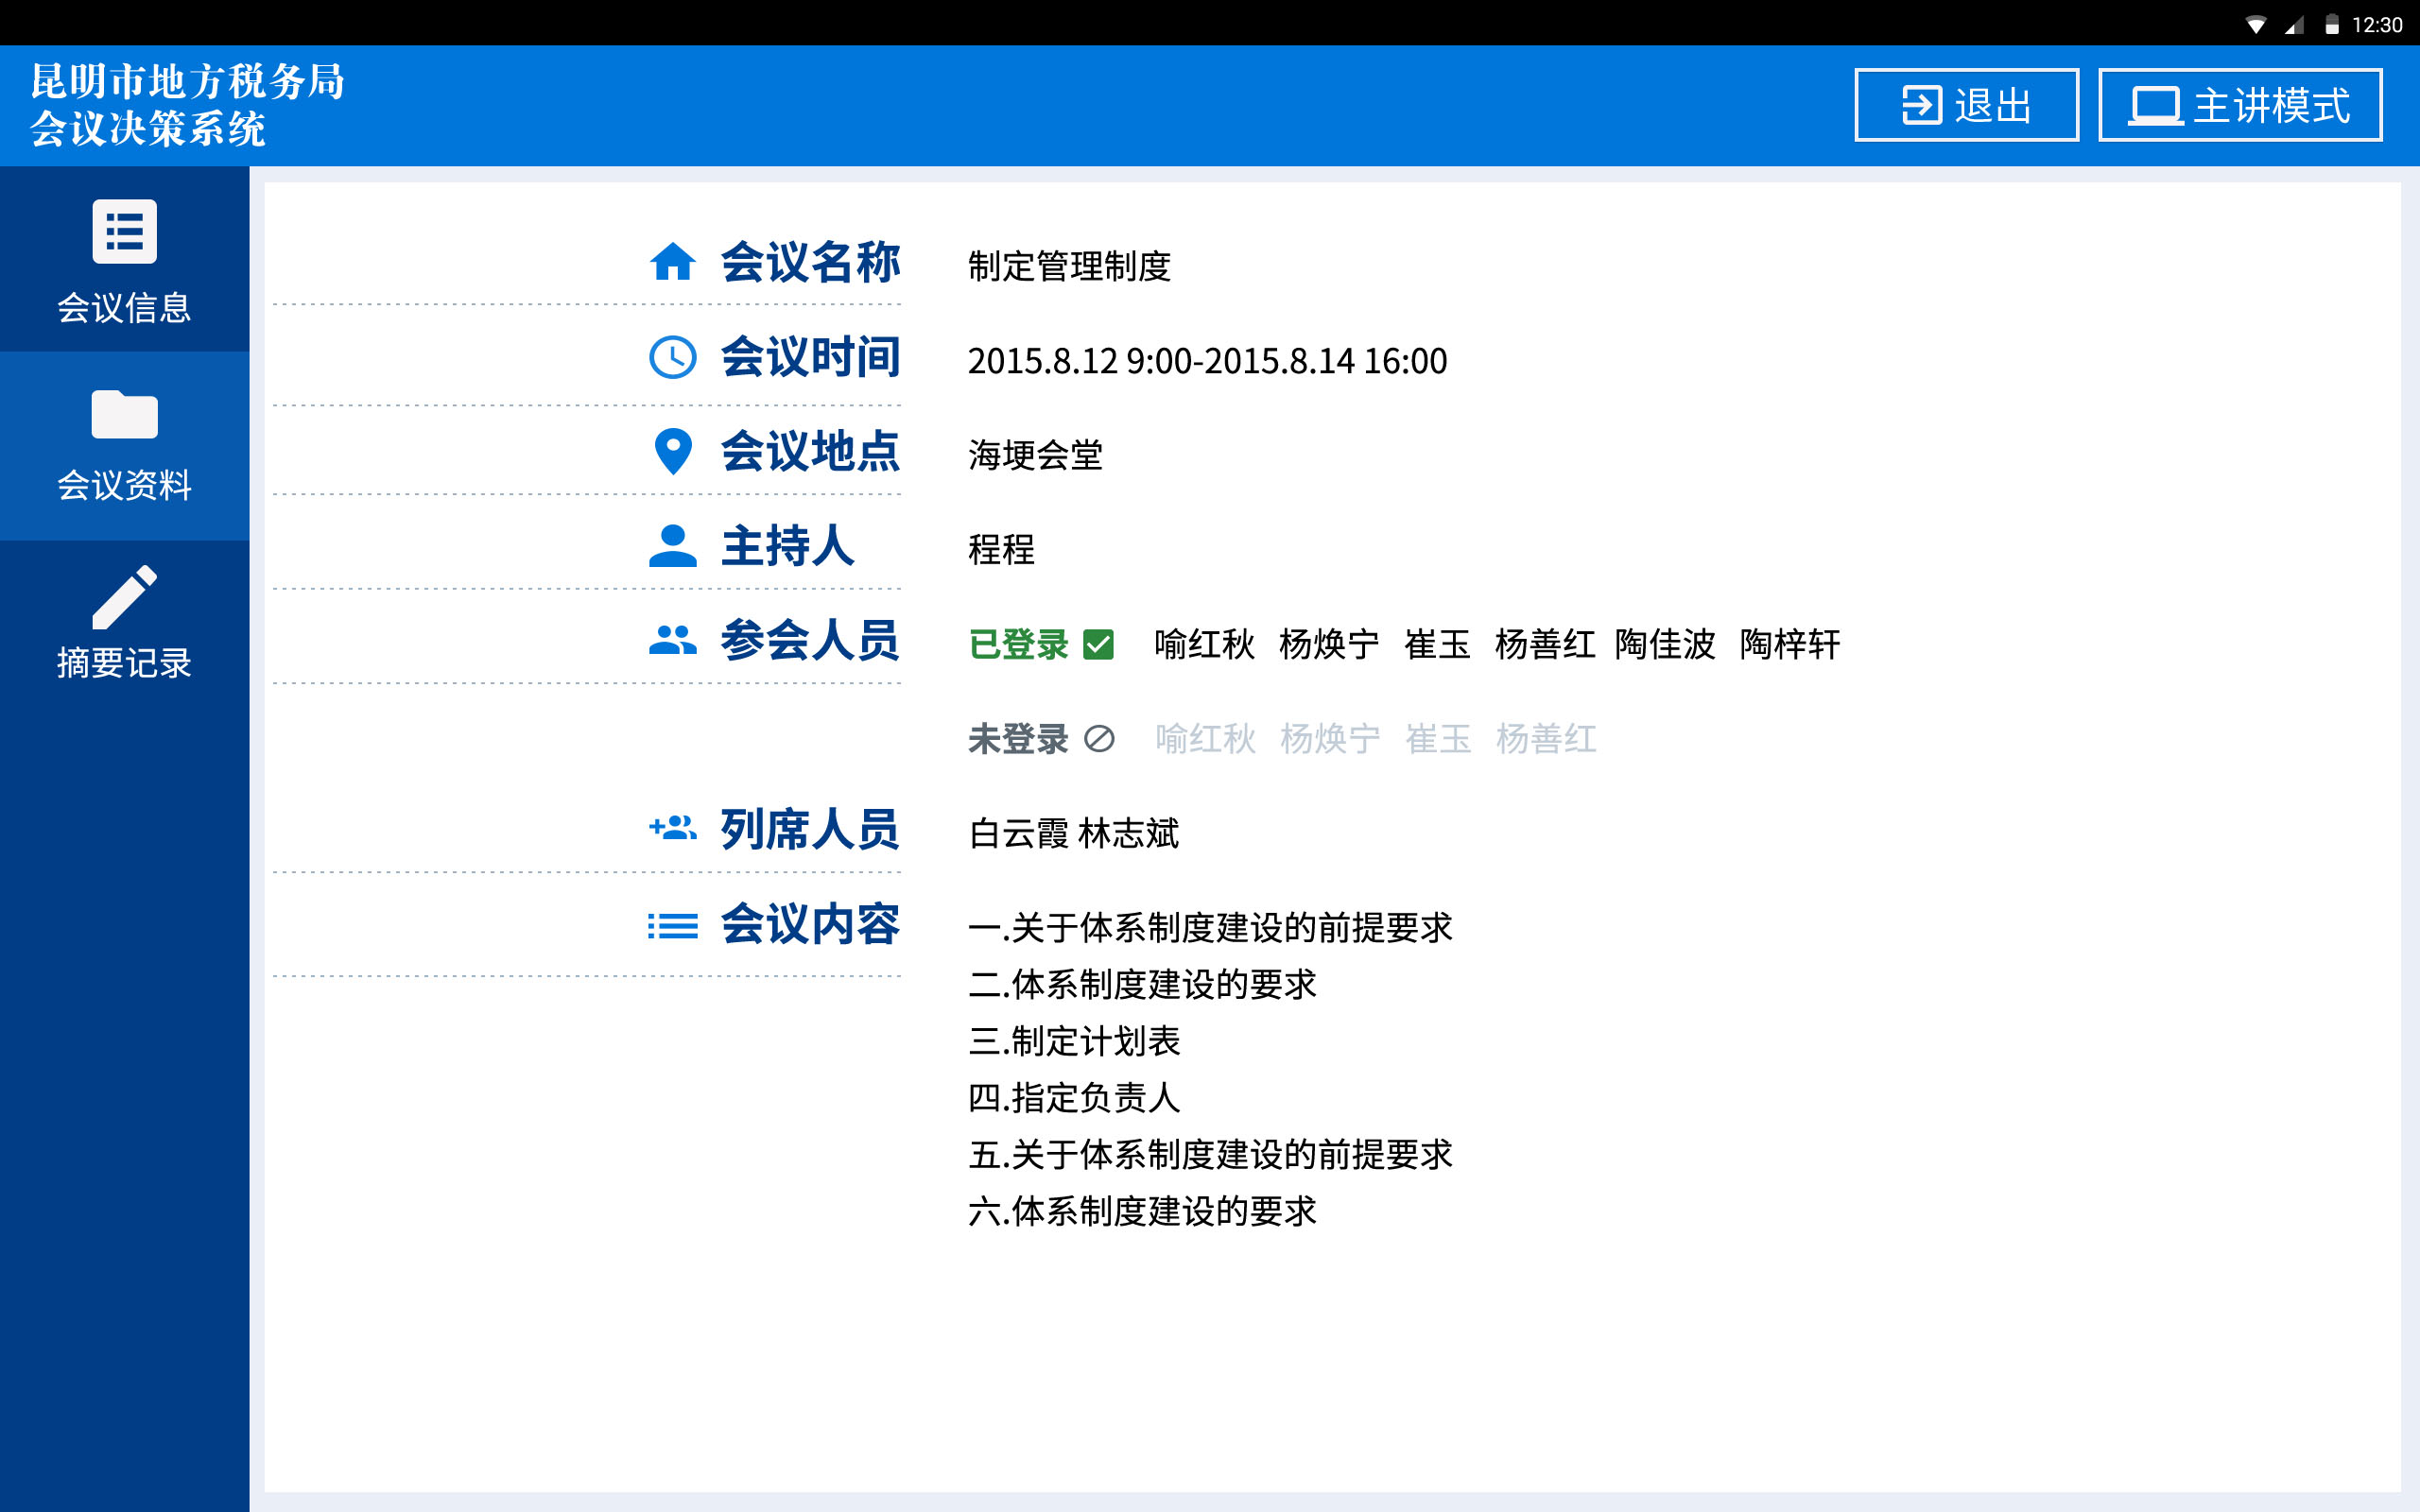 12:30
昆明市地方税务局
会议决策系统
退出
主讲模式
会议信息
会议资料
摘要记录
会议名称 制定管理制度
会议时间 2015.8.12 9:00-2015.8.14 16:00
会议地点 海埂会堂
主持人 程程
参会人员 已登录 喻红秋 杨焕宁 崔玉 杨善红 陶佳波 陶梓轩
未登录 喻红秋 杨焕宁 崔玉 杨善红
列席人员 白云霞 林志斌
会议内容 一.关于体系制度建设的前提要求
二.体系制度建设的要求
三.制定计划表
四.指定负责人
五.关于体系制度建设的前提要求
六.体系制度建设的要求